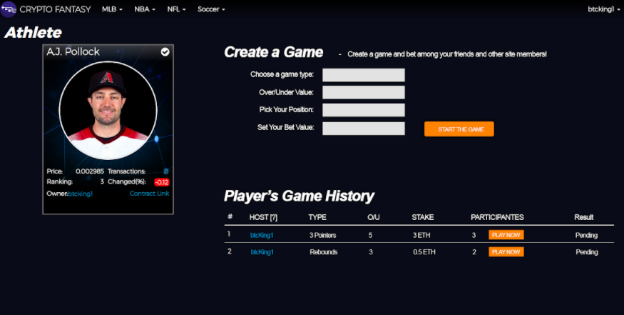 CRYPTO FANTASY MLB NBA NFL Soccer btcking1
Athlete
A.J. Pollock
Price: 0.002985 Transactions:
Ranking: 3 Changed(%): -0.12
Owner:btcking1 Contract Link
Create a Game - Create a game and bet among your friends and other site members!
Choose a game type:
Over/Under Value:
Pick Your Position:
Set Your Bet Value:
START THE GAME
Player's Game History
# HOST [?] TYPE O/U STAKE PARTICIPANTES Result
1 btcKing1 3 Pointers 5 3 ETH 3 PLAY NOW Pending
2 btcKing1 Rebounds 3 0.5 ETH 2 PLAY NOW Pending